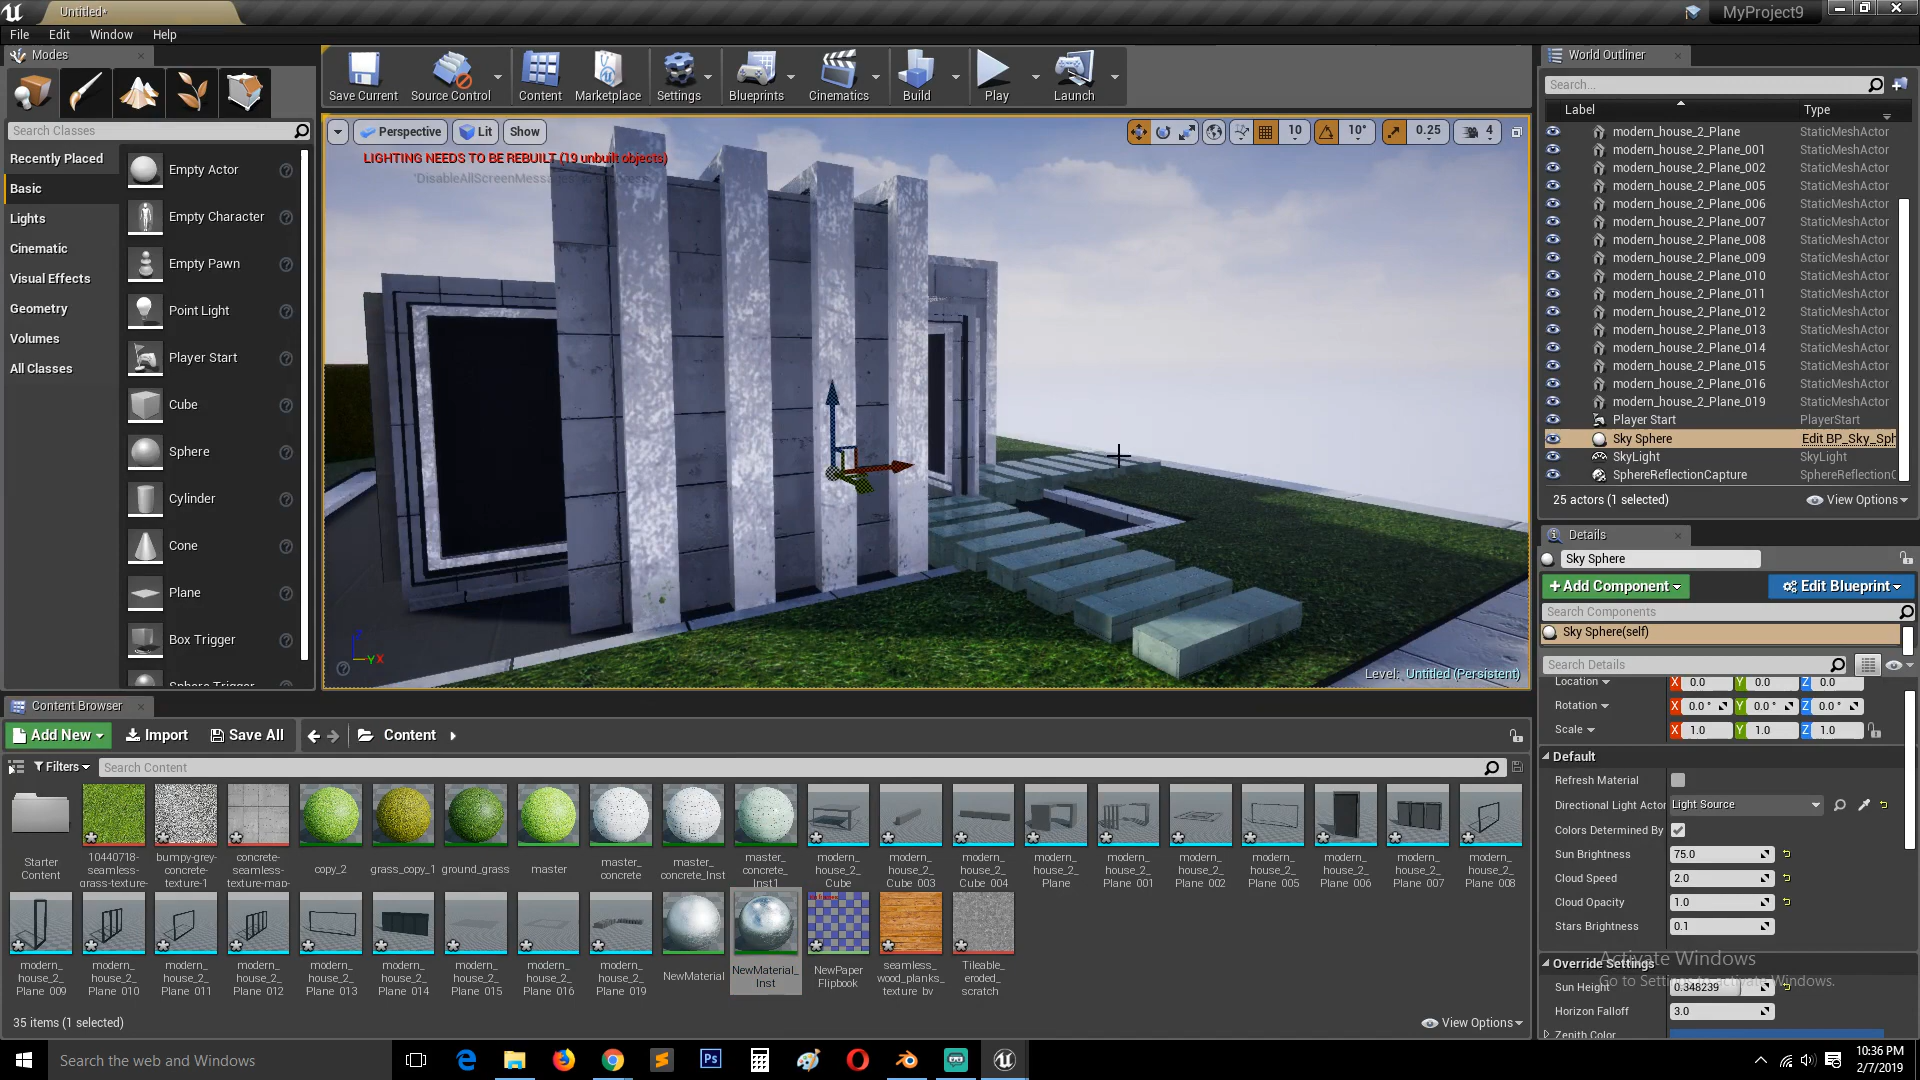 Untitled*
MyProject9
File Edit Window Help
Modes
Search Classes
Recently Placed
Basic
Lights
Cinematic
Visual Effects
Geometry
Volumes
All Classes
Empty Actor
Empty Character
Empty Pawn
Point Light
Player Start
Cube
Sphere
Cylinder
Cone
Plane
Box Trigger
Sphere Trigger
Save Current Source Control Content Marketplace Settings Blueprints Cinematics Build Play Launch
Perspective Lit Show
10 10° 0.25 4
LIGHTING NEEDS TO BE REBUILT (19 unbuilt objects)
'DisableAllScreenMessages'
Level: Untitled (Persistent)
World Outliner
Search...
Label Type
modern_house_2_Plane StaticMeshActor
modern_house_2_Plane_001 StaticMeshActor
modern_house_2_Plane_002 StaticMeshActor
modern_house_2_Plane_005 StaticMeshActor
modern_house_2_Plane_006 StaticMeshActor
modern_house_2_Plane_007 StaticMeshActor
modern_house_2_Plane_008 StaticMeshActor
modern_house_2_Plane_009 StaticMeshActor
modern_house_2_Plane_010 StaticMeshActor
modern_house_2_Plane_011 StaticMeshActor
modern_house_2_Plane_012 StaticMeshActor
modern_house_2_Plane_013 StaticMeshActor
modern_house_2_Plane_014 StaticMeshActor
modern_house_2_Plane_015 StaticMeshActor
modern_house_2_Plane_016 StaticMeshActor
modern_house_2_Plane_019 StaticMeshActor
Player Start PlayerStart
Sky Sphere Edit BP_Sky_Sph
SkyLight SkyLight
SphereReflectionCapture SphereReflecti
25 actors (1 selected) View Options
Details
Sky Sphere
+Add Component Edit Blueprint
Search Components
Sky Sphere(self)
Search Details
Location X 0.0 Y 0.0 Z 0.0
Rotation X 0.0° Y 0.0° Z 0.0°
Scale X 1.0 Y 1.0 Z 1.0
Default
Refresh Material
Directional Light Actor Light Source
Colors Determined By
Sun Brightness 75.0
Cloud Speed 2.0
Cloud Opacity 1.0
Stars Brightness 0.1
Override Settings
Sun Height 0.348239
Horizon Falloff 3.0
Zenith Color
Activate Windows
Go to Settings to activate Windows.
Content Browser
Add New Import Save All Content
Filters Search Content
Starter Content
10440718-seamless-grass-texture-
bumpy-grey-concrete-texture-1
concrete-seamless-texture-map-
copy_2
grass_copy_1
ground_grass
master
master_concrete
master_concrete_Inst
master_concrete_Inst1
modern_house_2_Cube
modern_house_2_Cube_003
modern_house_2_Cube_004
modern_house_2_Plane
modern_house_2_Plane_001
modern_house_2_Plane_002
modern_house_2_Plane_005
modern_house_2_Plane_006
modern_house_2_Plane_007
modern_house_2_Plane_008
modern_house_2_Plane_009
modern_house_2_Plane_010
modern_house_2_Plane_011
modern_house_2_Plane_012
modern_house_2_Plane_013
modern_house_2_Plane_014
modern_house_2_Plane_015
modern_house_2_Plane_016
modern_house_2_Plane_019
NewMaterial
NewMaterial_Inst
NewPaper Flipbook
seamless_wood_planks_texture_by_
Tileable_eroded_scratch_
35 items (1 selected) View Options
Search the web and Windows
10:36 PM
2/7/2019